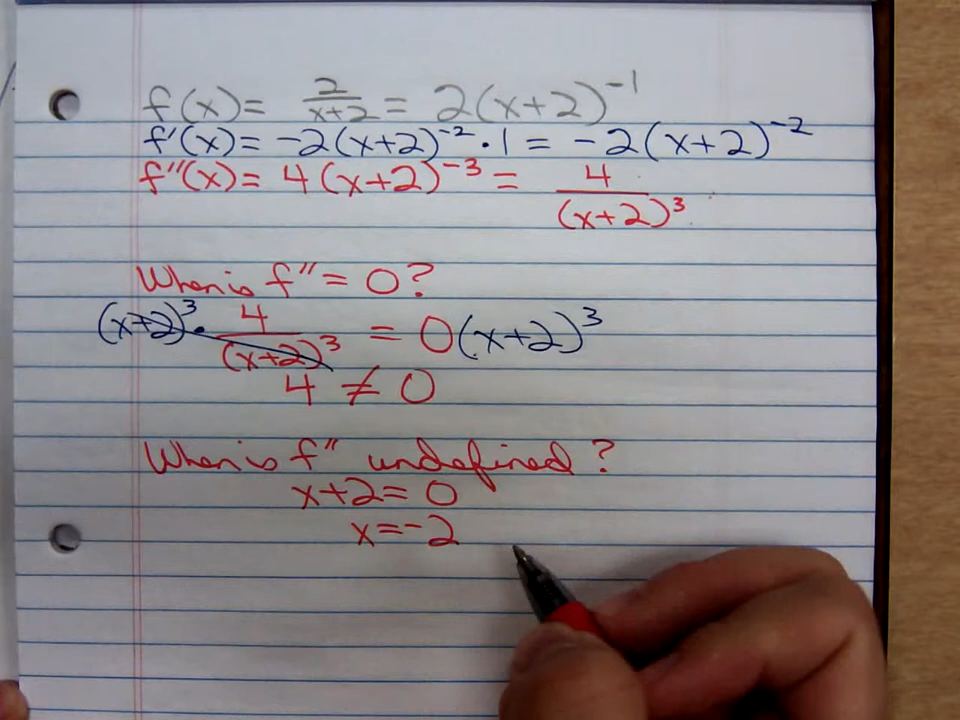 f(x) = 2/(x+2) = 2(x+2)⁻¹
f'(x) = -2(x+2)⁻² · 1 = -2(x+2)⁻²
f''(x) = 4(x+2)⁻³ = 4/(x+2)³
When is f'' = 0?
(x+2)³ · 4/(x+2)³ = 0(x+2)³
4 ≠ 0
When is f'' undefined?
x+2 = 0
x = -2